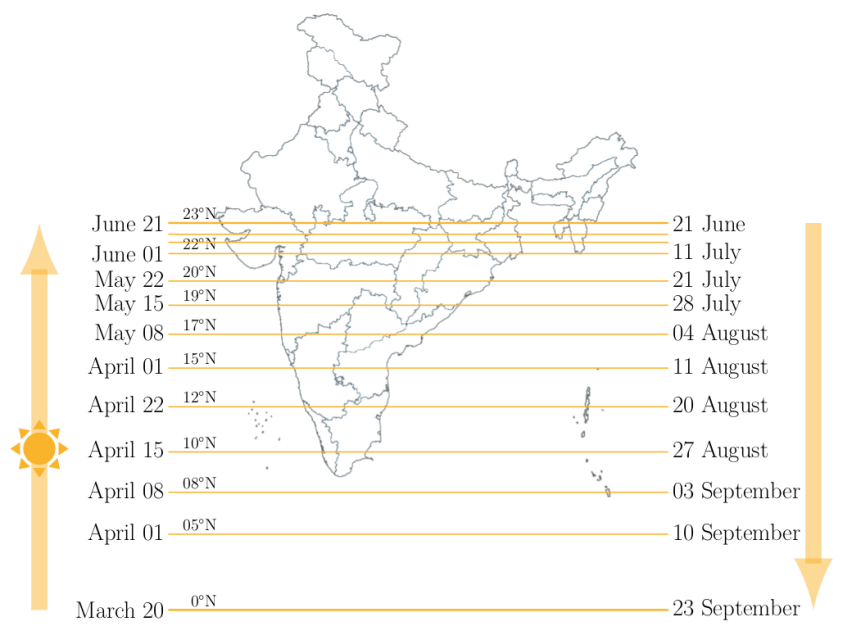 June 21 23°N 21 June
June 01 22°N 11 July
May 22 20°N 21 July
May 15 19°N 28 July
May 08 17°N 04 August
April 01 15°N 11 August
April 22 12°N 20 August
April 15 10°N 27 August
April 08 08°N 03 September
April 01 05°N 10 September
March 20 0°N 23 September